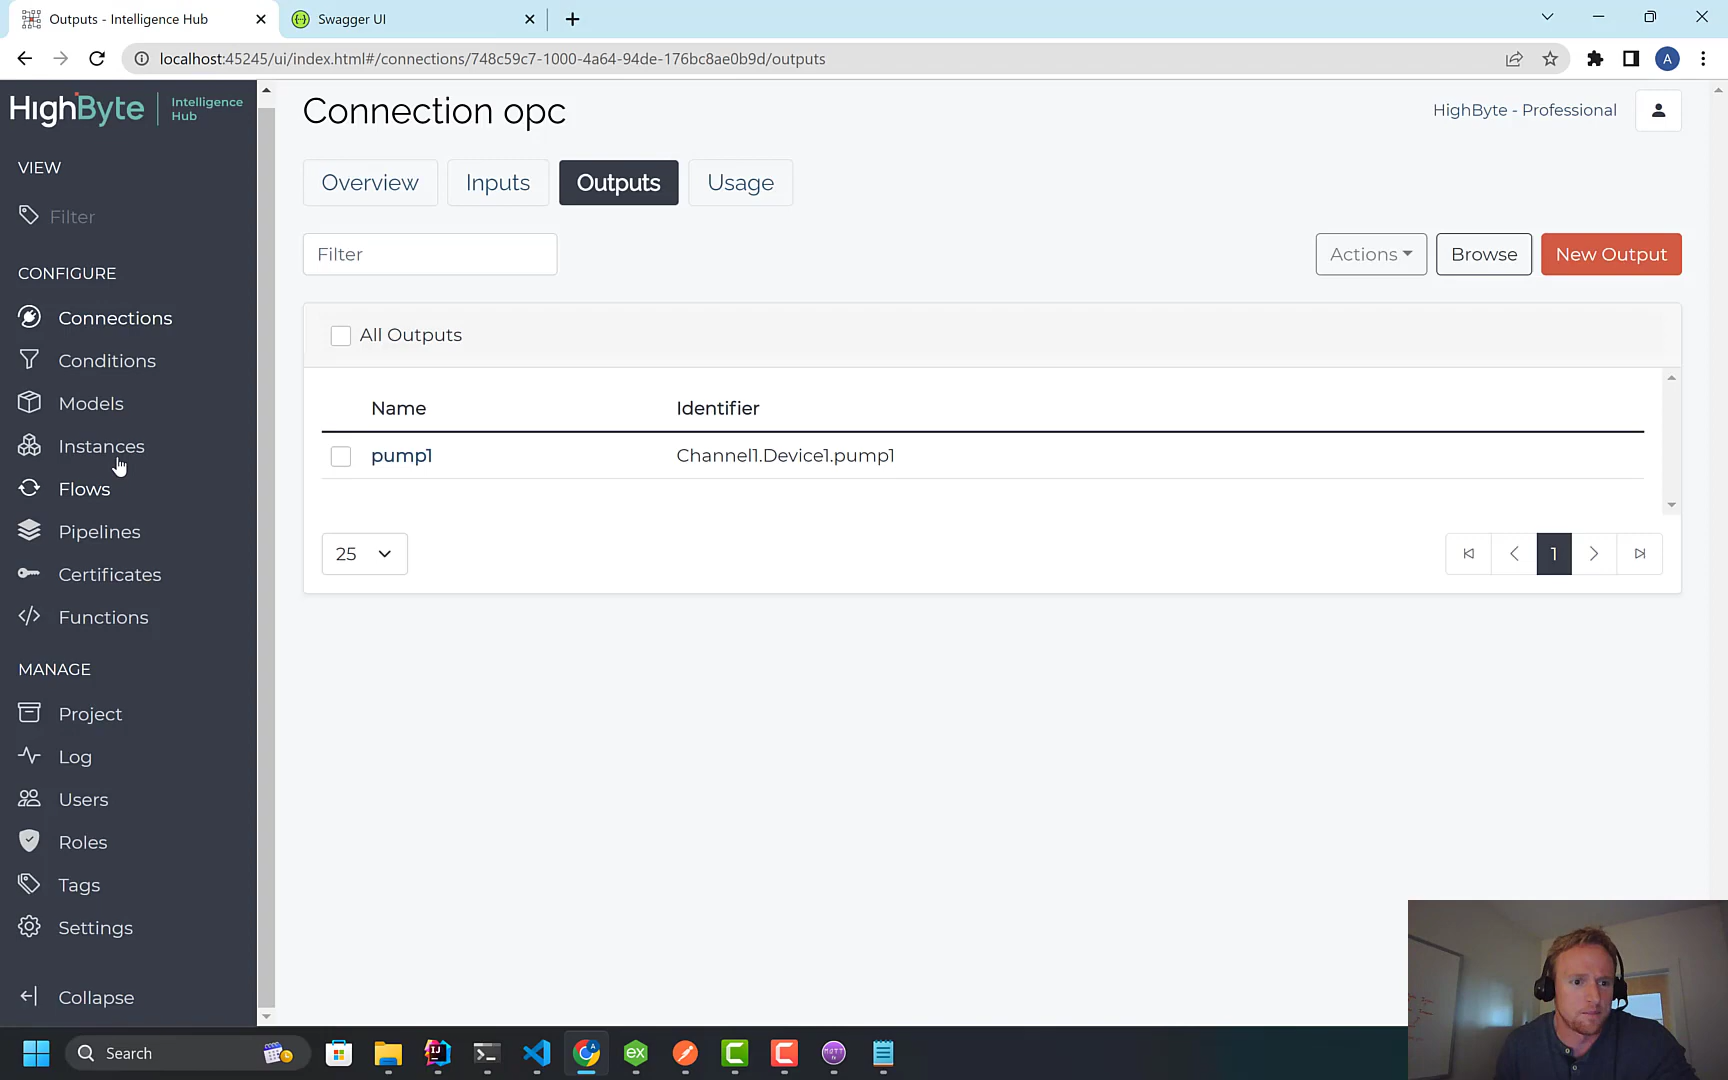 Outputs - Intelligence Hub
Swagger UI
localhost:45245/ui/index.html#/connections/748c59c7-1000-4a64-94de-176bc8ae0b9d/outputs
A
HighByte
Intelligence
Hub
Connection opc
HighByte - Professional
VIEW
Filter
Overview
Inputs
Outputs
Usage
Filter
Actions
Browse
New Output
CONFIGURE
Connections
Conditions
Models
Instances
Flows
Pipelines
Certificates
Functions
All Outputs
Name
Identifier
pump1
Channel1.Device1.pump1
25
1
MANAGE
Project
Log
Users
Roles
Tags
Settings
Collapse
Search